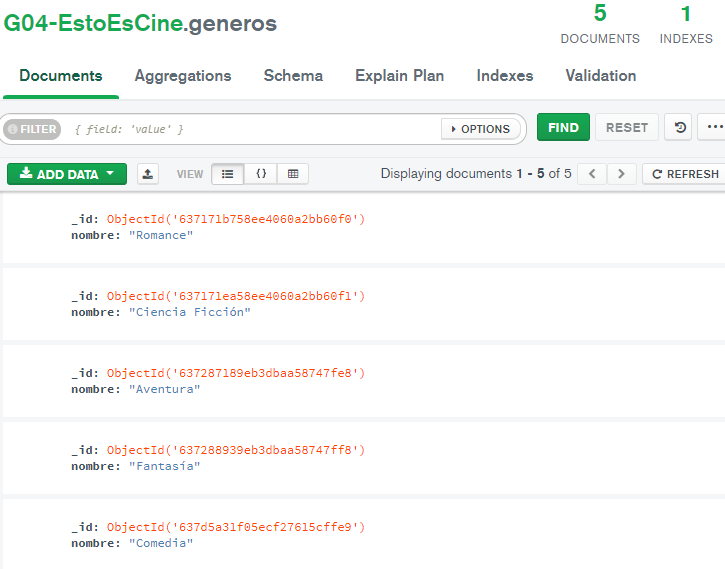 G04-EstoEsCine.generos
5
DOCUMENTS
1
INDEXES
Documents Aggregations Schema Explain Plan Indexes Validation
FILTER { field: 'value' } OPTIONS FIND RESET
ADD DATA VIEW {} Displaying documents 1 - 5 of 5 < > REFRESH
_id: ObjectId('637171b758ee4060a2bb60f0')
nombre: "Romance"
_id: ObjectId('637171ea58ee4060a2bb60f1')
nombre: "Ciencia Ficción"
_id: ObjectId('637287189eb3dbaa58747fe8')
nombre: "Aventura"
_id: ObjectId('637288939eb3dbaa58747ff8')
nombre: "Fantasía"
_id: ObjectId('637d5a31f05ecf27615cffe9')
nombre: "Comedia"